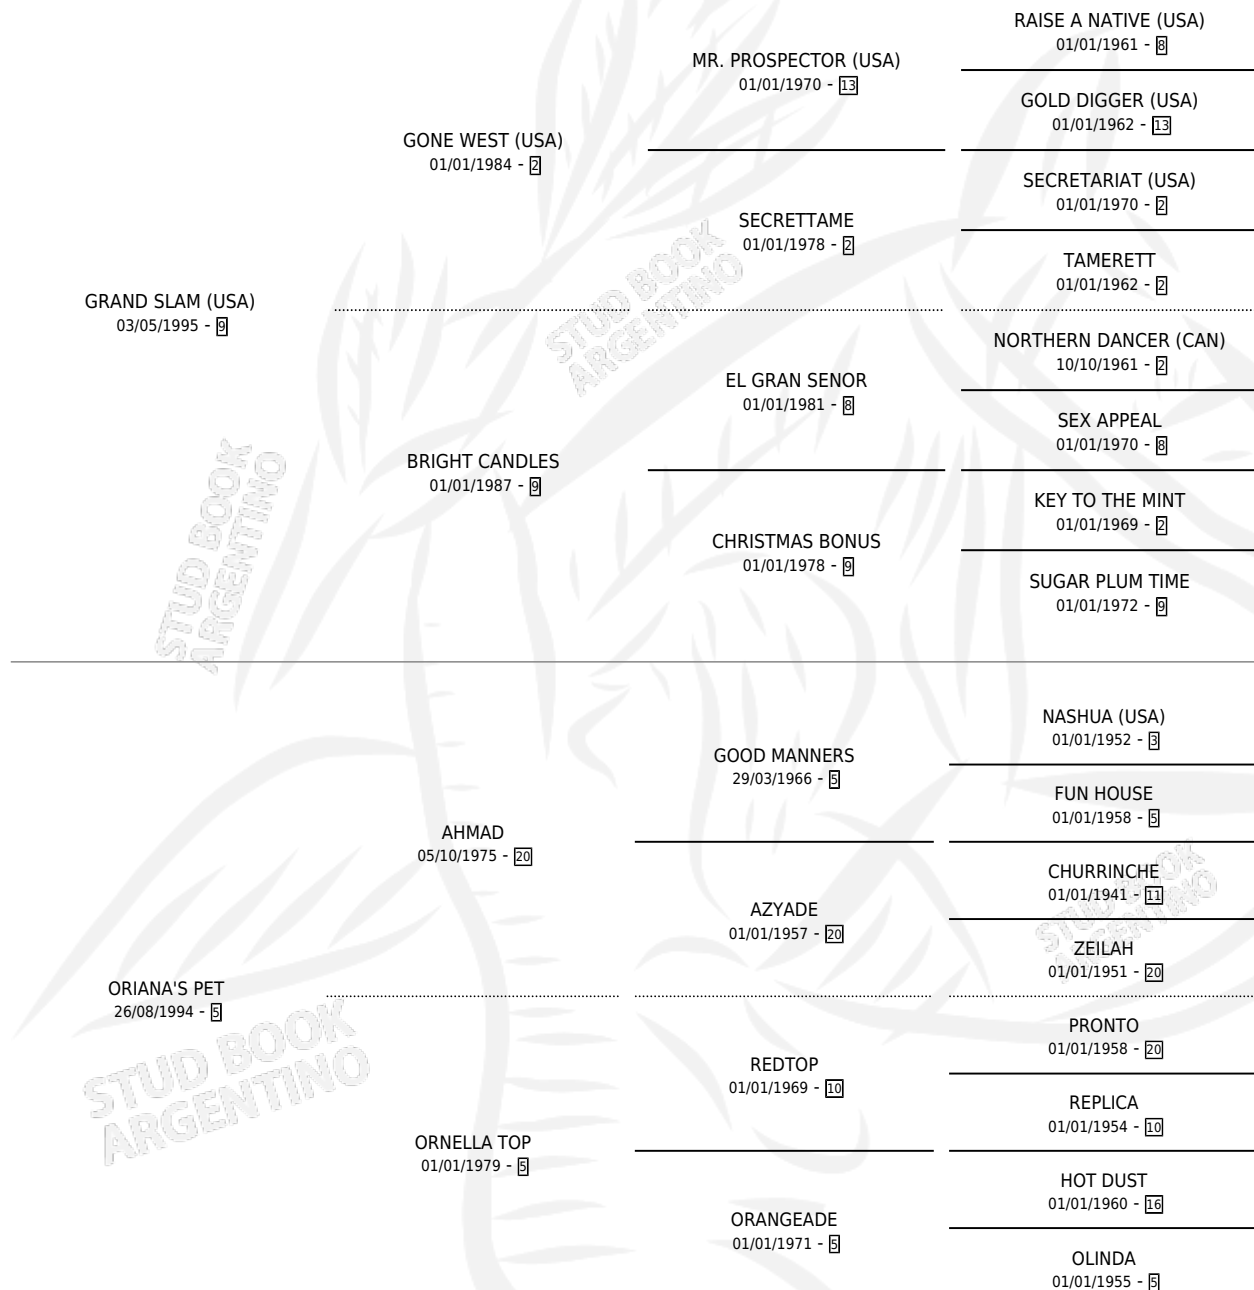 RAISE A NATIVE (USA)
01/01/1961 - 8
MR. PROSPECTOR (USA)
01/01/1970 - 13
GOLD DIGGER (USA)
01/01/1962 - 13
GONE WEST (USA)
01/01/1984 - 2
SECRETARIAT (USA)
01/01/1970 - 2
SECRETTAME
01/01/1978 - 2
TAMERETT
01/01/1962 - 2
GRAND SLAM (USA)
03/05/1995 - 9
NORTHERN DANCER (CAN)
10/10/1961 - 2
EL GRAN SENOR
01/01/1981 - 8
SEX APPEAL
01/01/1970 - 8
BRIGHT CANDLES
01/01/1987 - 9
KEY TO THE MINT
01/01/1969 - 2
CHRISTMAS BONUS
01/01/1978 - 9
SUGAR PLUM TIME
01/01/1972 - 9
NASHUA (USA)
01/01/1952 - 3
GOOD MANNERS
29/03/1966 - 5
FUN HOUSE
01/01/1958 - 5
AHMAD
05/10/1975 - 20
CHURRINCHE
01/01/1941 - 11
AZYADE
01/01/1957 - 20
ZEILAH
01/01/1951 - 20
ORIANA'S PET
26/08/1994 - 5
PRONTO
01/01/1958 - 20
REDTOP
01/01/1969 - 10
REPLICA
01/01/1954 - 10
ORNELLA TOP
01/01/1979 - 5
HOT DUST
01/01/1960 - 16
ORANGEADE
01/01/1971 - 5
OLINDA
01/01/1955 - 5
STUD BOOK
ARGENTINO
STUD BOOK
ARGENTINO
STUD BOOK
ARGENTINO
STUD BOOK
ARGENTINO